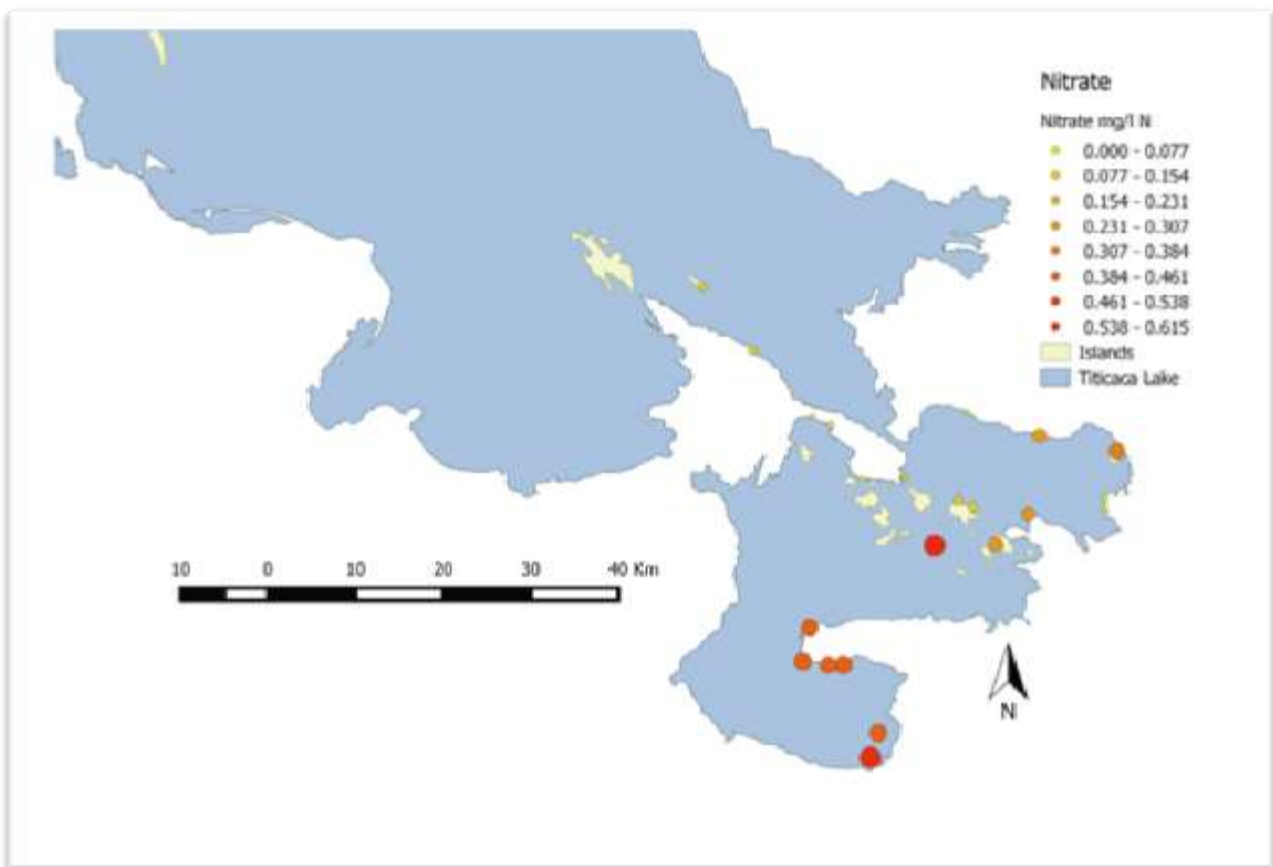 Nitrate
Nitrate mg/l N
0.000 - 0.077
0.077 - 0.154
0.154 - 0.231
0.231 - 0.307
0.307 - 0.384
0.384 - 0.461
0.461 - 0.538
0.538 - 0.615
Islands
Titicaca Lake
10 0 10 20 30 40 Km
N